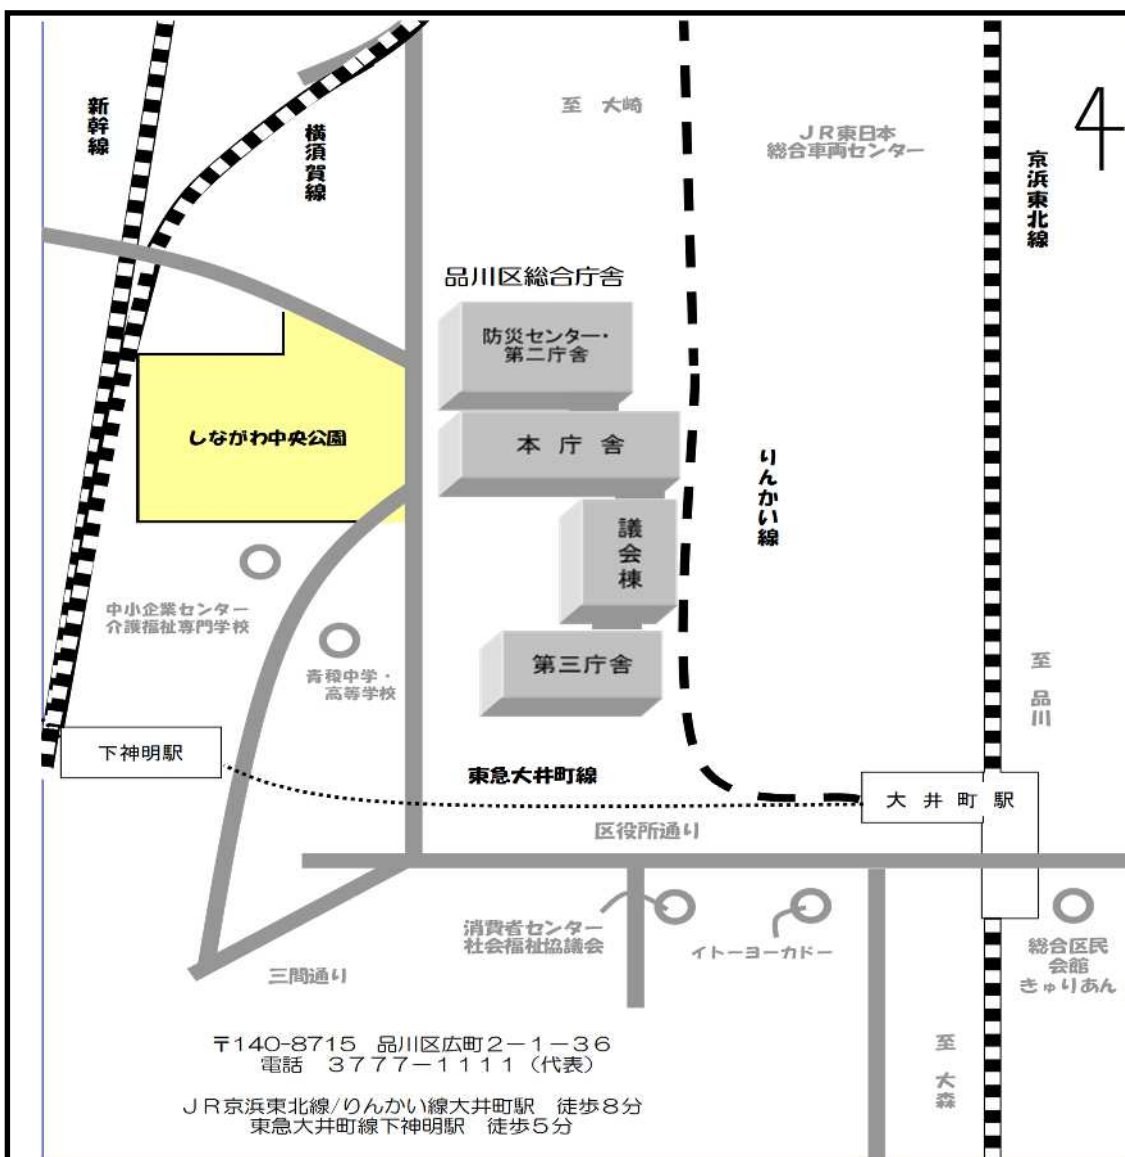 至 大崎
JR東日本
総合車両センター
新幹線
横須賀線
京浜東北線
品川区総合庁舎
防災センター・
第二庁舎
しながわ中央公園
本庁舎
りんかい線
議会棟
中小企業センター
介護福祉専門学校
青稜中学・
高等学校
第三庁舎
至 品川
下神明駅
東急大井町線
大井町駅
区役所通り
消費者センター
社会福祉協議会
イトーヨーカドー
総合区民
会館
きゅりあん
三間通り
〒140-8715 品川区広町2-1-36
電話 3777-1111(代表)
至 大森
JR京浜東北線/りんかい線大井町駅 徒歩8分
東急大井町線下神明駅 徒歩5分